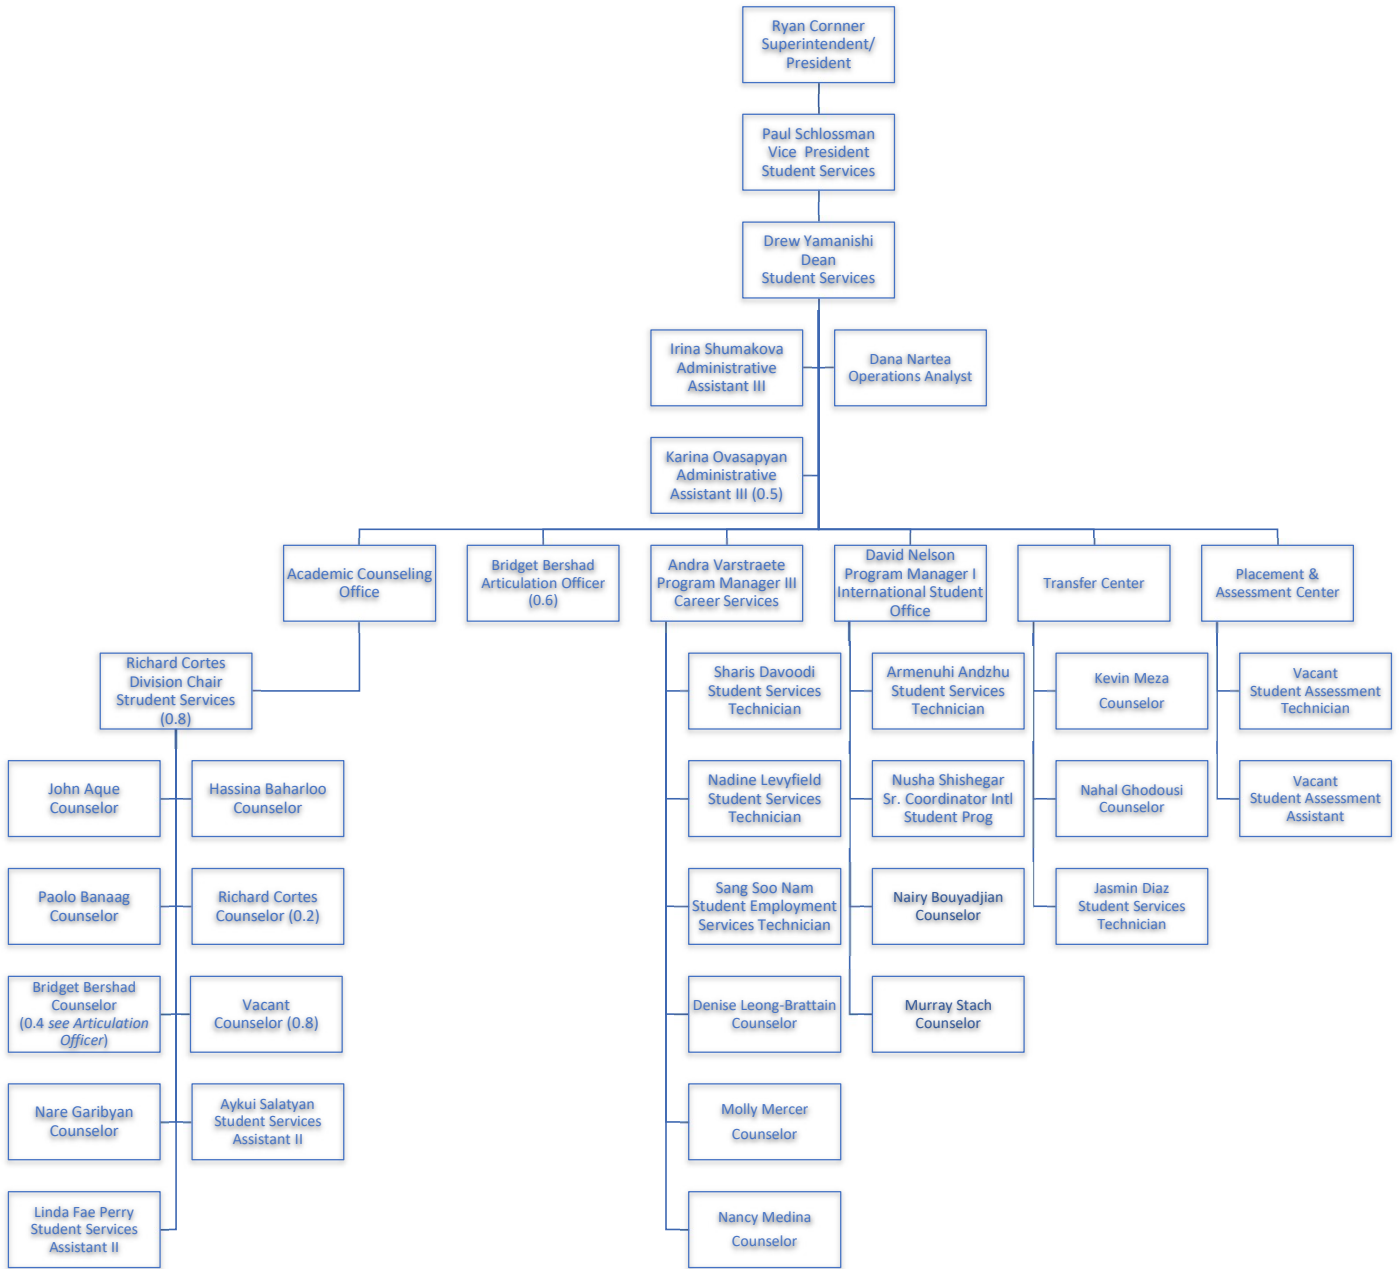 Ryan Cornner
Superintendent/
President
Paul Schlossman
Vice President
Student Services
Drew Yamanishi
Dean
Student Services
Irina Shumakova
Administrative
Assistant III
Dana Nartea
Operations Analyst
Karina Ovasapyan
Administrative
Assistant III (0.5)
Academic Counseling
Office
Bridget Bershad
Articulation Officer
(0.6)
Andra Varstraete
Program Manager III
Career Services
David Nelson
Program Manager I
International Student
Office
Transfer Center
Placement &
Assessment Center
Richard Cortes
Division Chair
Strudent Services
(0.8)
Sharis Davoodi
Student Services
Technician
Armenuhi Andzhu
Student Services
Technician
Kevin Meza
Counselor
Vacant
Student Assessment
Technician
John Aque
Counselor
Hassina Baharloo
Counselor
Nadine Levyfield
Student Services
Technician
Nusha Shishegar
Sr. Coordinator Intl
Student Prog
Nahal Ghodousi
Counselor
Vacant
Student Assessment
Assistant
Paolo Banaag
Counselor
Richard Cortes
Counselor (0.2)
Sang Soo Nam
Student Employment
Services Technician
Nairy Bouyadjian
Counselor
Jasmin Diaz
Student Services
Technician
Bridget Bershad
Counselor
(0.4 see Articulation
Officer)
Vacant
Counselor (0.8)
Denise Leong-Brattain
Counselor
Murray Stach
Counselor
Nare Garibyan
Counselor
Aykui Salatyan
Student Services
Assistant II
Molly Mercer
Counselor
Linda Fae Perry
Student Services
Assistant II
Nancy Medina
Counselor